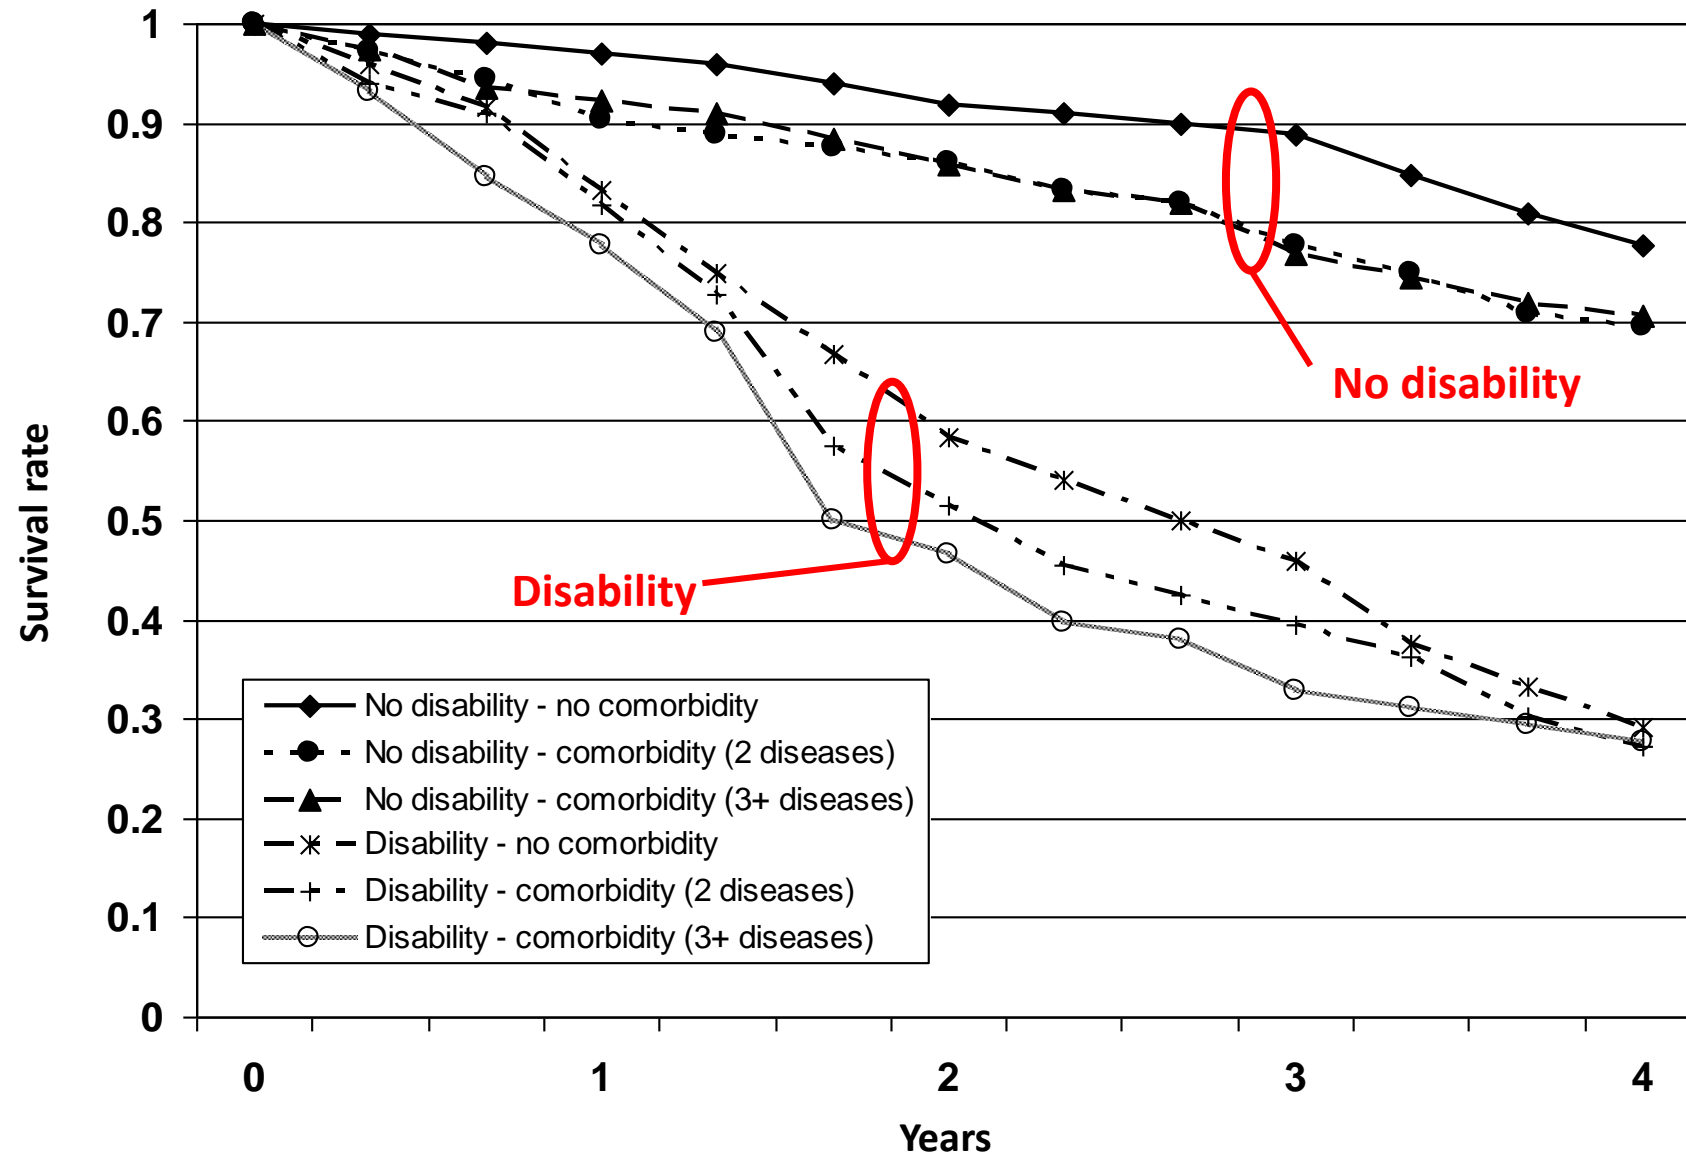 1
0.9
0.8
0.7
0.6
0.5
0.4
0.3
0.2
0.1
0
Survival rate
No disability
Disability
No disability - no comorbidity
No disability - comorbidity (2 diseases)
No disability - comorbidity (3+ diseases)
Disability - no comorbidity
Disability - comorbidity (2 diseases)
Disability - comorbidity (3+ diseases)
0 1 2 3 4
Years